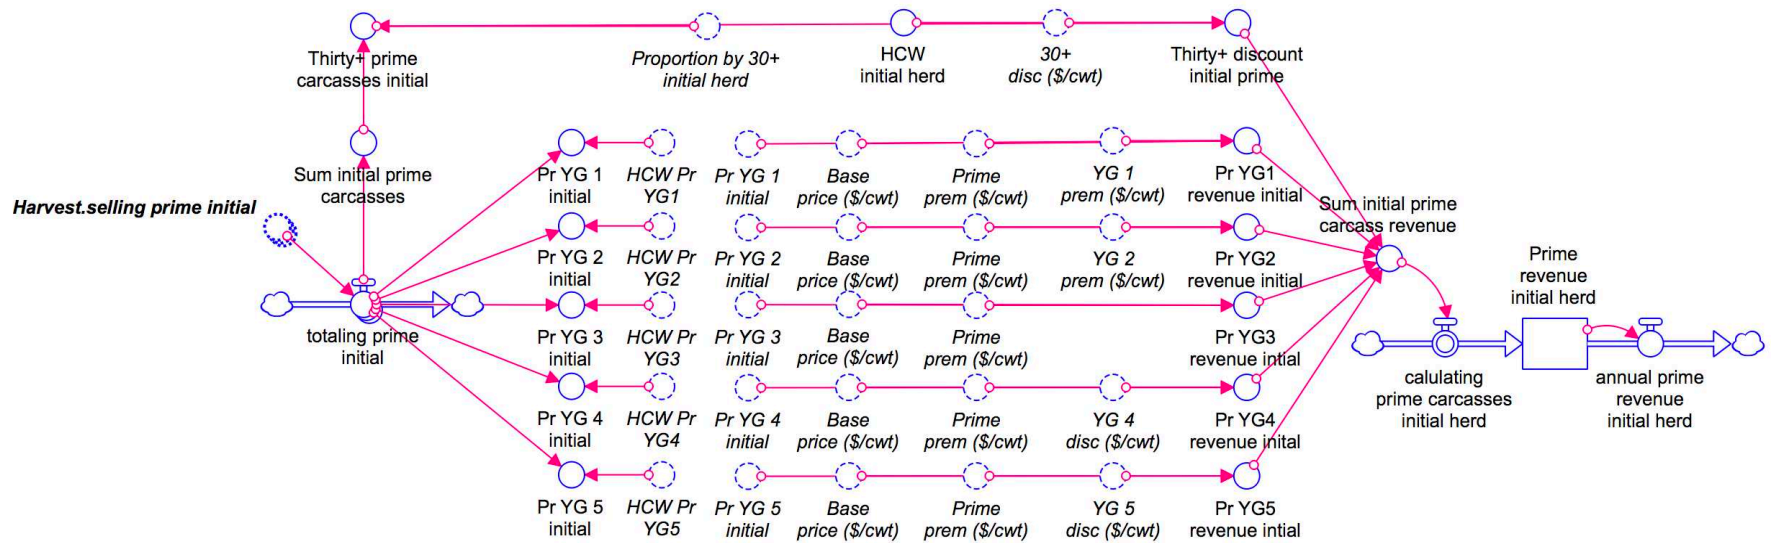 Thirty+ prime
carcasses initial
Proportion by 30+
initial herd
HCW
initial herd
30+
disc ($/cwt)
Thirty+ discount
initial prime
Sum initial prime
carcasses
Harvest.selling prime initial
totaling prime
initial
Pr YG 1
initial
HCW Pr
YG1
Pr YG 1
initial
Base
price ($/cwt)
Prime
prem ($/cwt)
YG 1
prem ($/cwt)
Pr YG1
revenue initial
Pr YG 2
initial
HCW Pr
YG2
Pr YG 2
initial
Base
price ($/cwt)
Prime
prem ($/cwt)
YG 2
prem ($/cwt)
Pr YG2
revenue initial
Pr YG 3
initial
HCW Pr
YG3
Pr YG 3
initial
Base
price ($/cwt)
Prime
prem ($/cwt)
Pr YG3
revenue intial
Pr YG 4
initial
HCW Pr
YG4
Pr YG 4
initial
Base
price ($/cwt)
Prime
prem ($/cwt)
YG 4
disc ($/cwt)
Pr YG4
revenue inital
Pr YG 5
initial
HCW Pr
YG5
Pr YG 5
initial
Base
price ($/cwt)
Prime
prem ($/cwt)
YG 5
disc ($/cwt)
Pr YG5
revenue intial
Sum initial prime
carcass revenue
Prime
revenue
initial herd
calulating
prime carcasses
initial herd
annual prime
revenue
initial herd